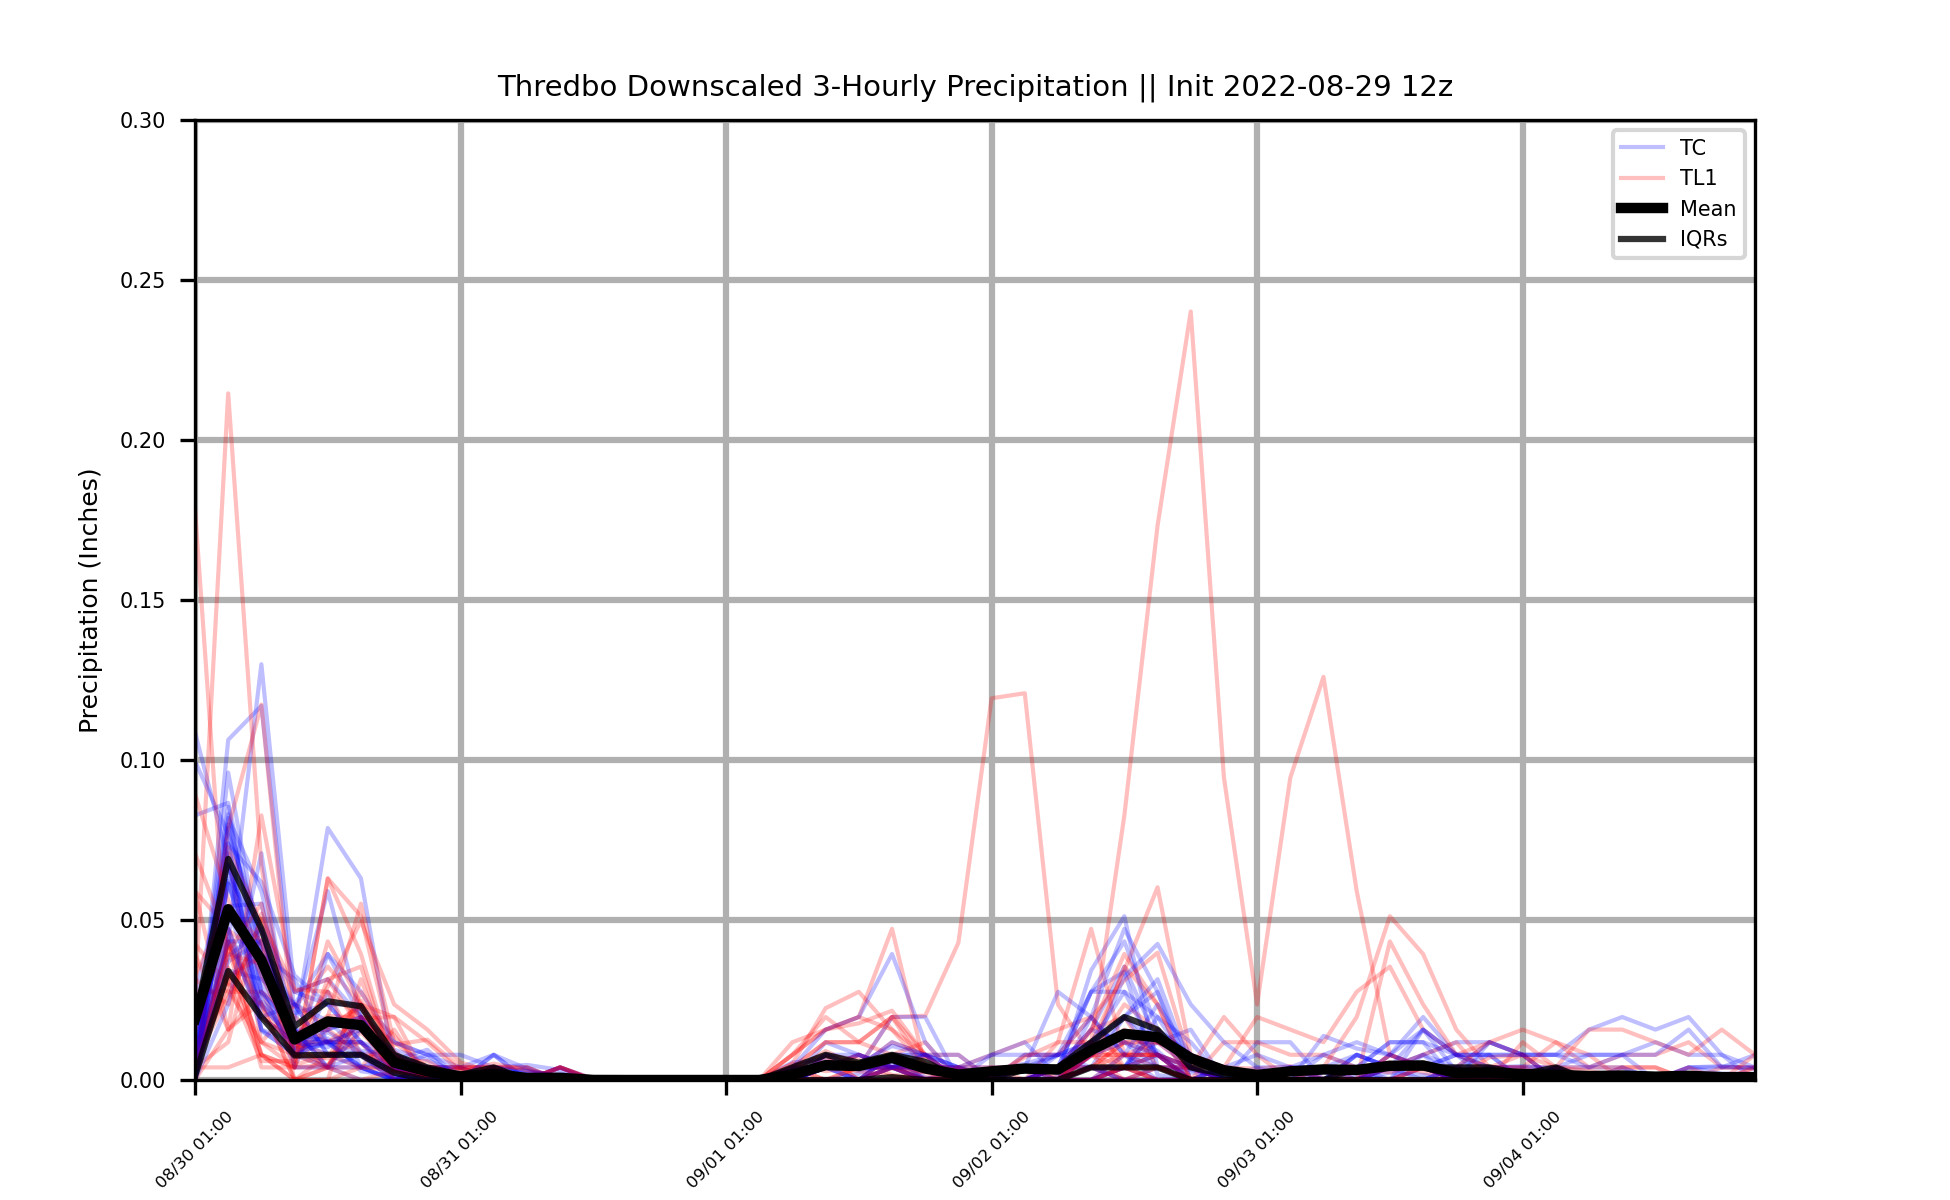 Thredbo Downscaled 3-Hourly Precipitation || Init 2022-08-29 12z
TC
TL1
Mean
IQRs
Precipitation (Inches)
0.30
0.25
0.20
0.15
0.10
0.05
0.00
08/30 01:00
08/31 01:00
09/01 01:00
09/02 01:00
09/03 01:00
09/04 01:00